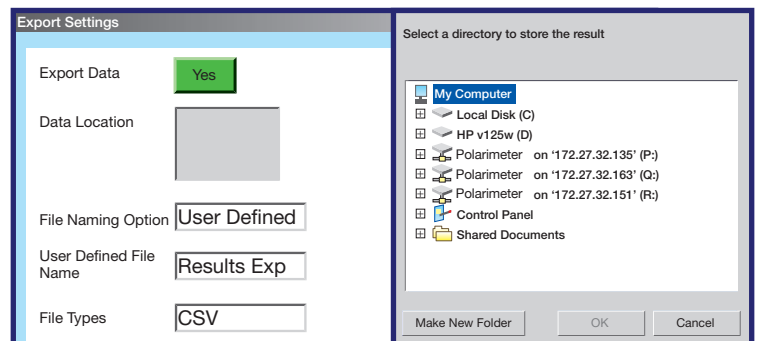 Export Settings
Export Data
Yes
Data Location
File Naming Option
User Defined
User Defined File
Name
Results Exp
File Types
CSV
Select a directory to store the result
My Computer
Local Disk (C)
HP v125w (D)
Polarimeter on ‘172.27.32.135’ (P:)
Polarimeter on ‘172.27.32.163’ (Q:)
Polarimeter on ‘172.27.32.151’ (R:)
Control Panel
Shared Documents
Make New Folder
OK
Cancel